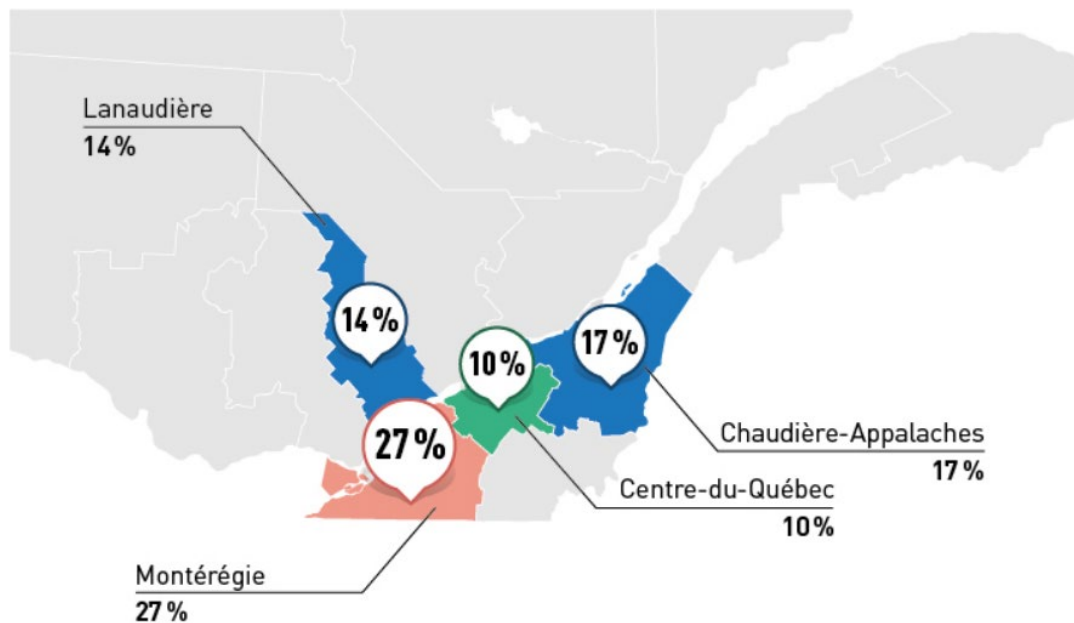 Lanaudière
14 %
14 %
10 %
17 %
27 %
Chaudière-Appalaches
17 %
Centre-du-Québec
10 %
Montérégie
27 %